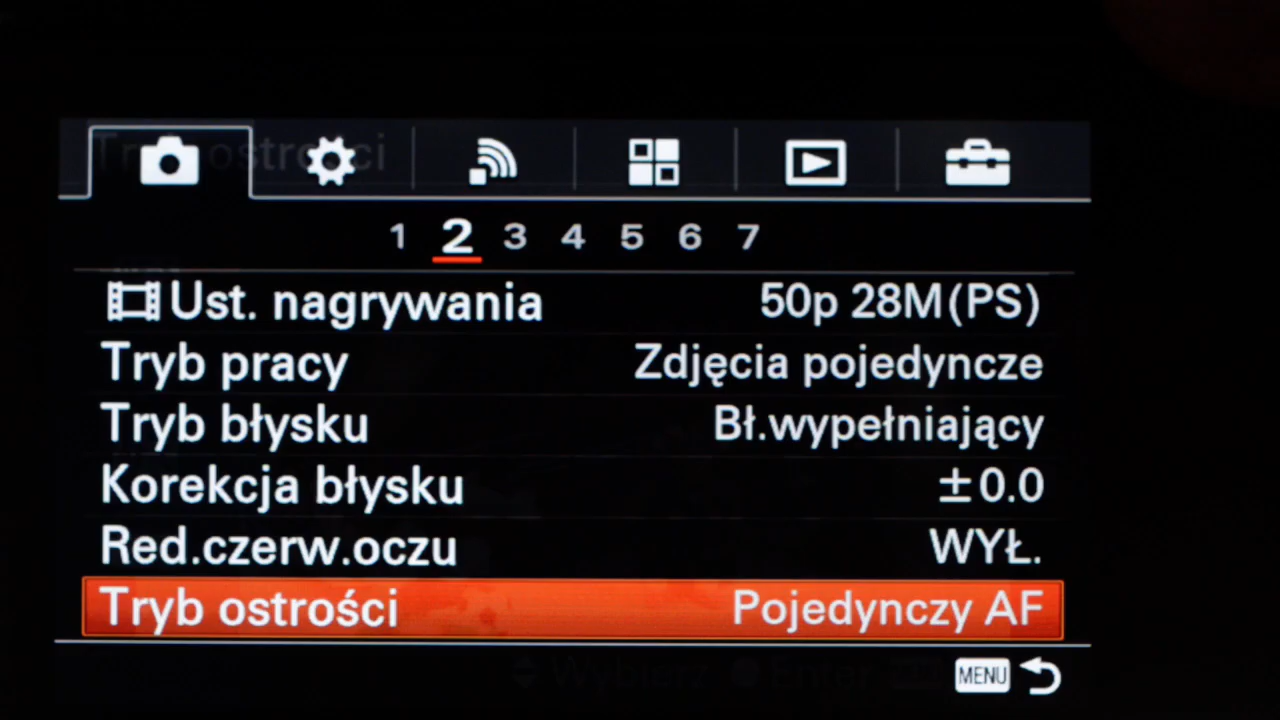 1 2 3 4 5 6 7
Ust. nagrywania 50p 28M(PS)
Tryb pracy Zdjęcia pojedyncze
Tryb błysku Bł.wypełniający
Korekcja błysku ±0.0
Red.czerw.oczu WYŁ.
Tryb ostrości Pojedynczy AF
MENU